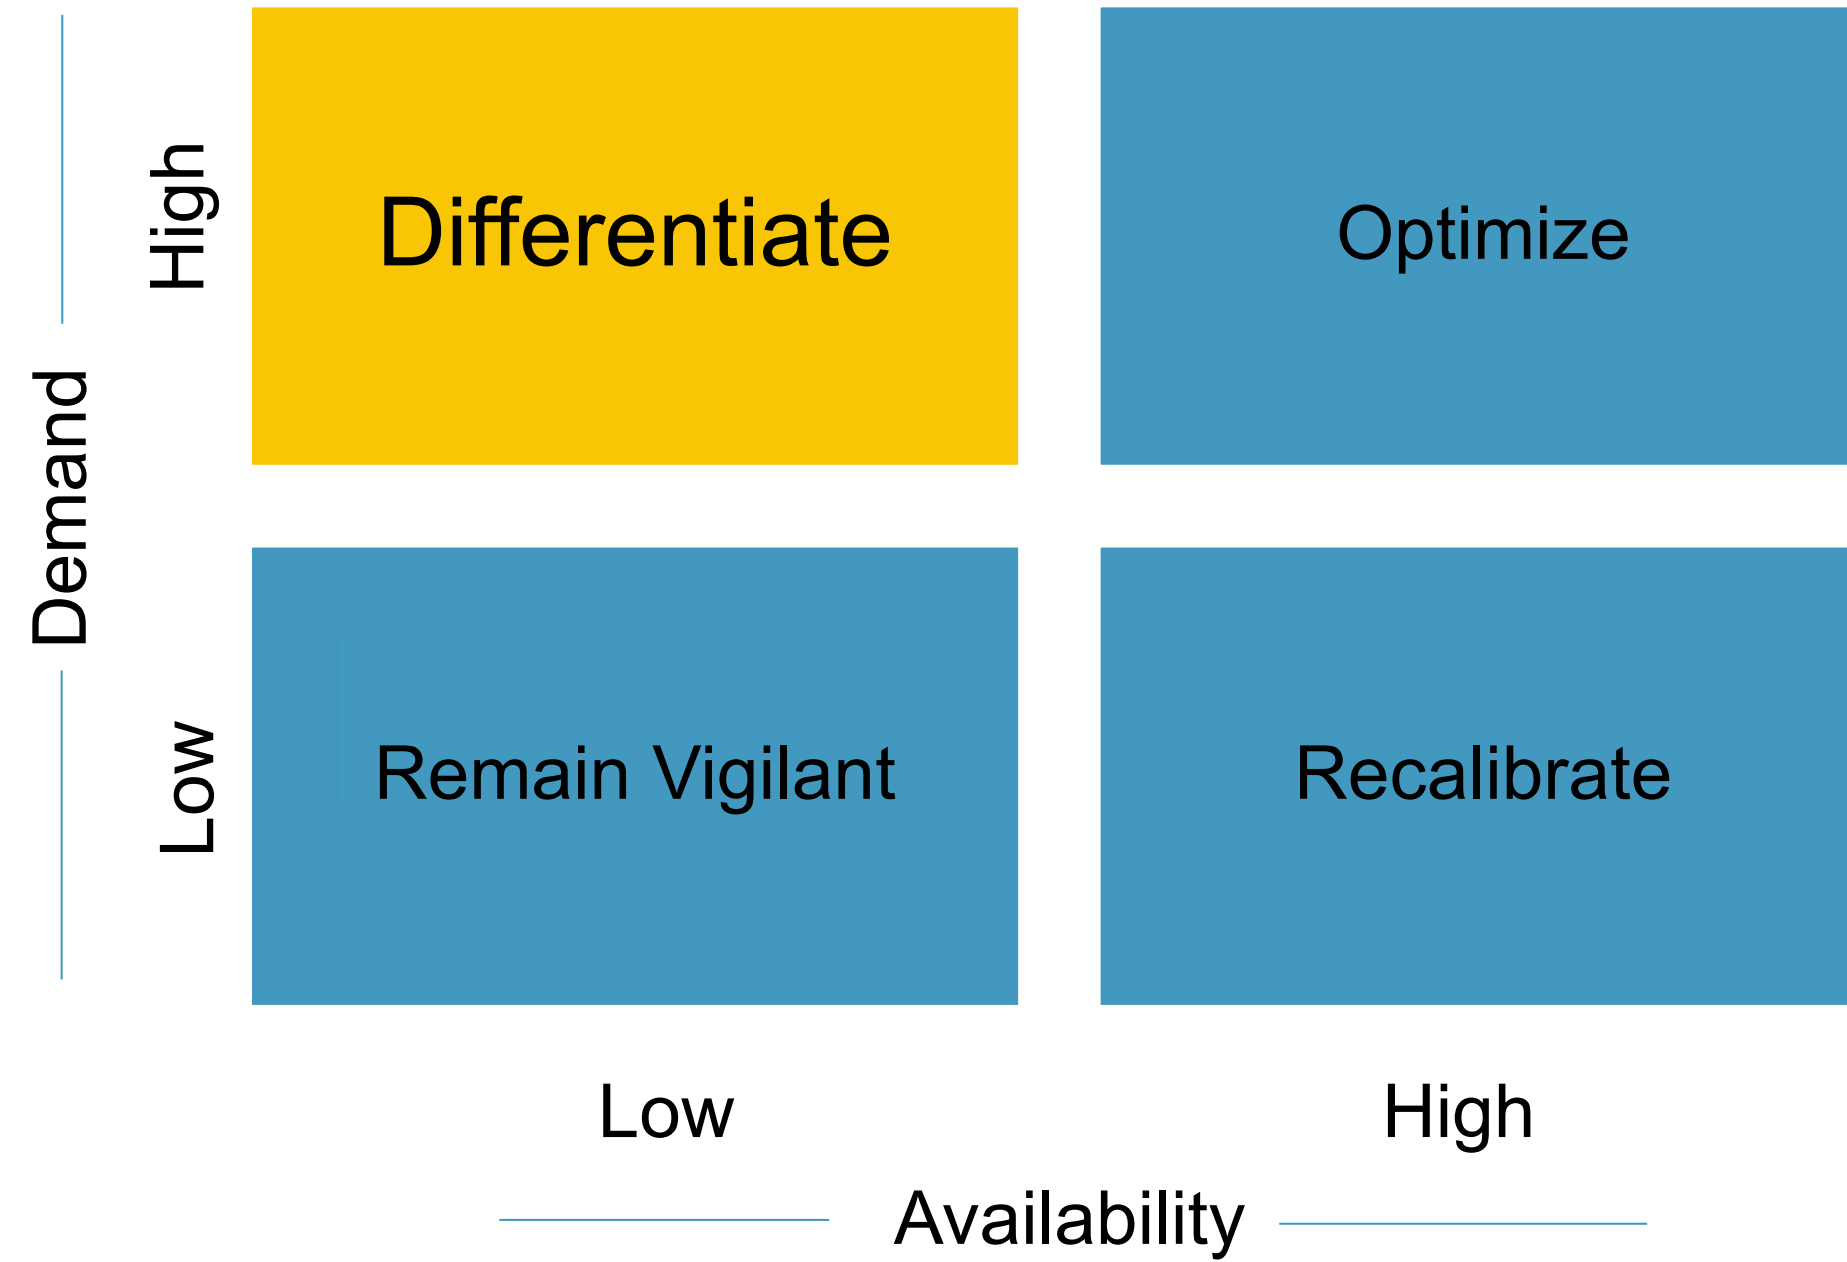 High
Differentiate
Optimize
Demand
Low
Remain Vigilant
Recalibrate
Low
High
Availability